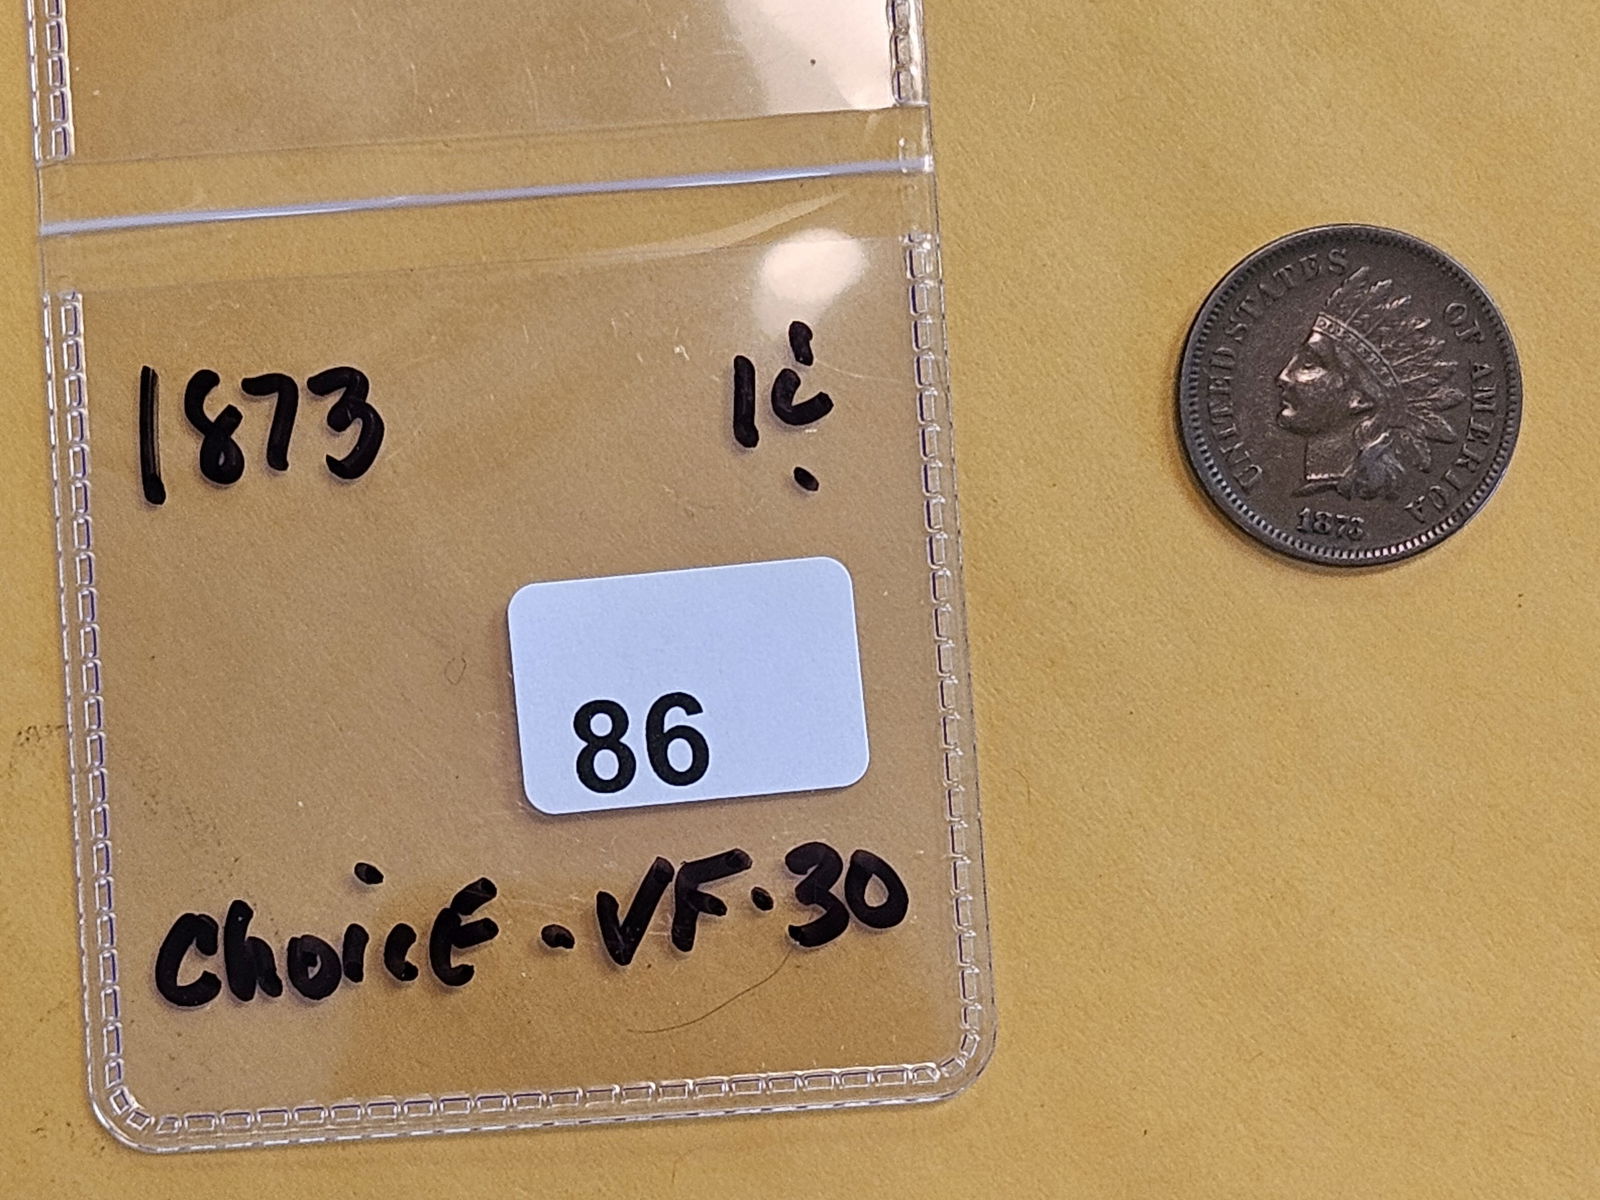 1873 1¢
86
ChoicE - VF-30
UNITED STATES OF AMERICA
1873